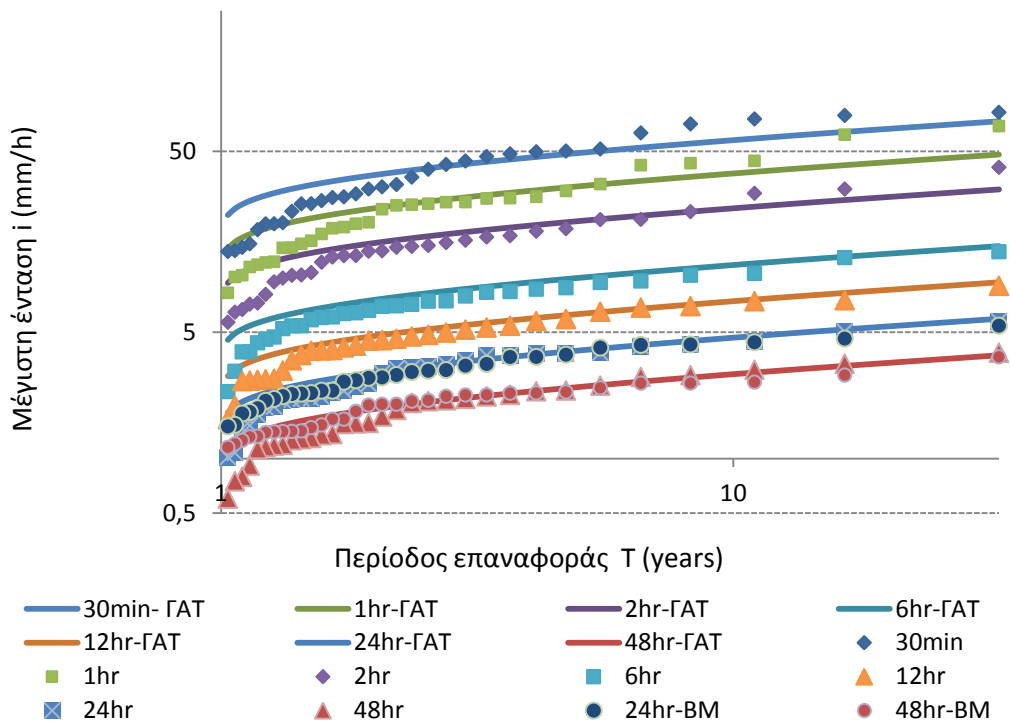 Μέγιστη ένταση i (mm/h)
50
5
0,5
1
10
Περίοδος επαναφοράς T (years)
30min- ΓΑΤ
1hr-ΓΑΤ
2hr-ΓΑΤ
6hr-ΓΑΤ
12hr-ΓΑΤ
24hr-ΓΑΤ
48hr-ΓΑΤ
30min
1hr
2hr
6hr
12hr
24hr
48hr
24hr-BM
48hr-BM